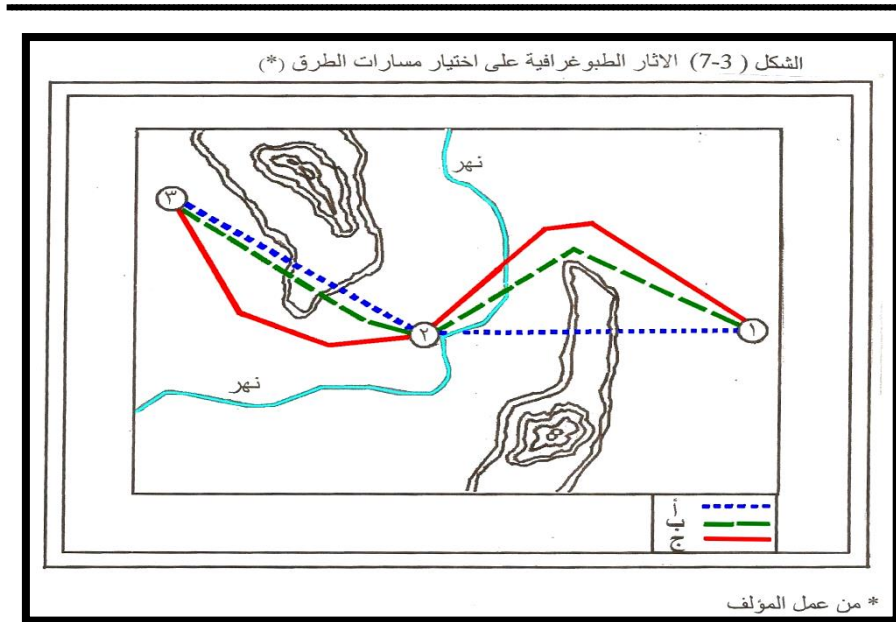 الشكل ( 3-7) الاثار الطبوغرافية على اختيار مسارات الطرق (*)
نهر
٣
٢
١
نهر
أ
ب
ج
* من عمل المؤلف